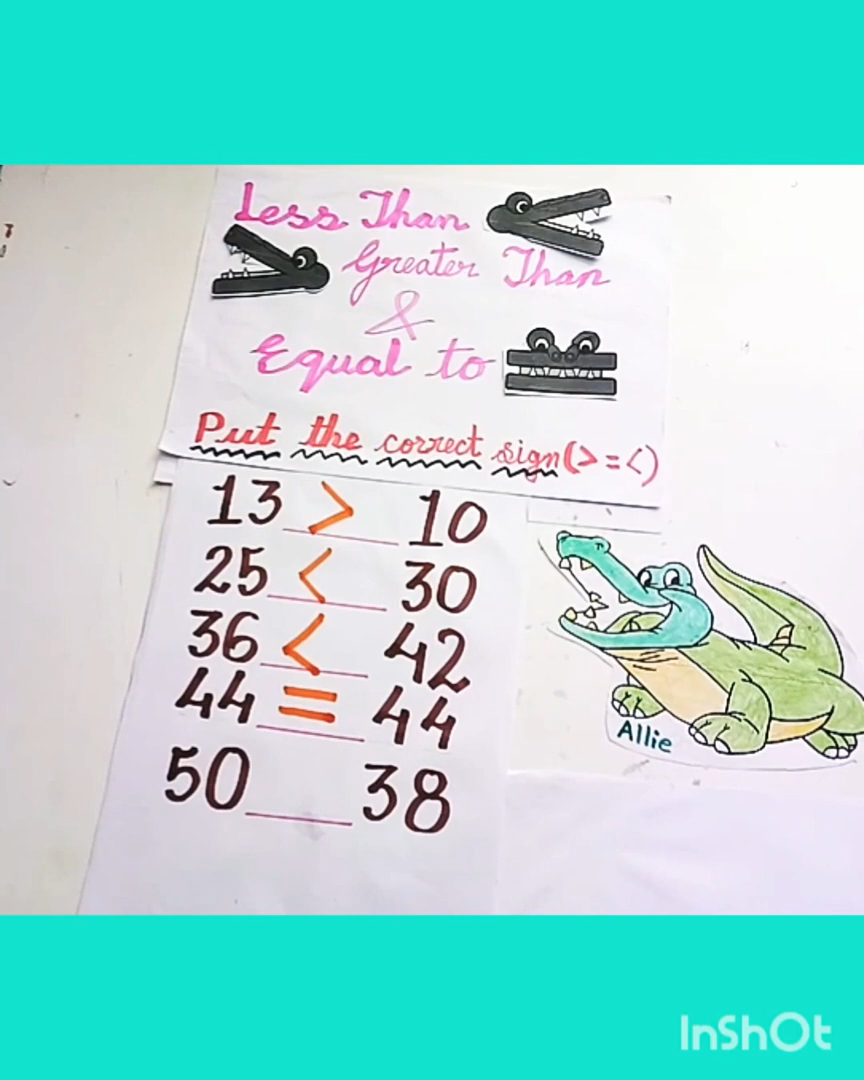 Less Than
Greater Than
&
Equal to
Put the correct sign(>=<)
13 > 10
25 < 30
36 < 42
44 = 44
50 ___ 38
Allie
InShOt